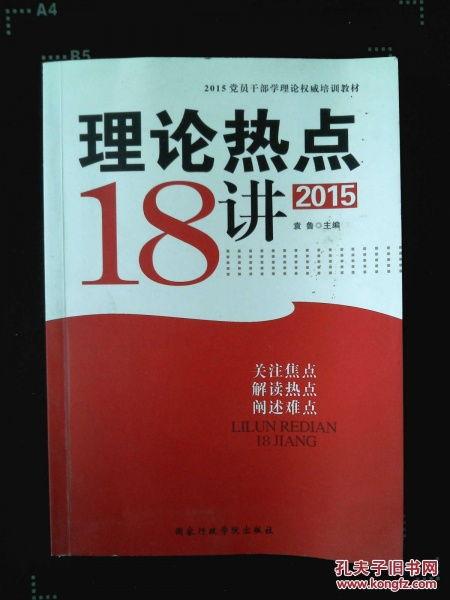 A4
B5
2015党员干部学理论权威培训教材
理论热点
18讲
2015
袁鲁◎主编
关注焦点
解读热点
阐述难点
LILUN REDIAN
18 JIANG
国家行政学院出版社
孔夫子旧书网
www.kongfz.com